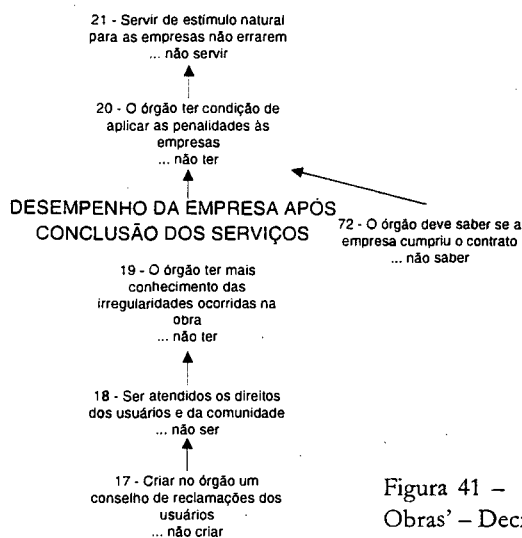 21 - Servir de estímulo natural
para as empresas não errarem
... não servir
20 - O órgão ter condição de
aplicar as penalidades às
empresas
... não ter
DESEMPENHO DA EMPRESA APÓS
CONCLUSÃO DOS SERVIÇOS
72 - O órgão deve saber se a
empresa cumpriu o contrato
... não saber
19 - O órgão ter mais
conhecimento das
irregularidades ocorridas na
obra
... não ter
18 - Ser atendidos os direitos
dos usuários e da comunidade
... não ser
17 - Criar no órgão um
conselho de reclamações dos
usuários
... não criar
Figura 41 –
Obras' – Dec